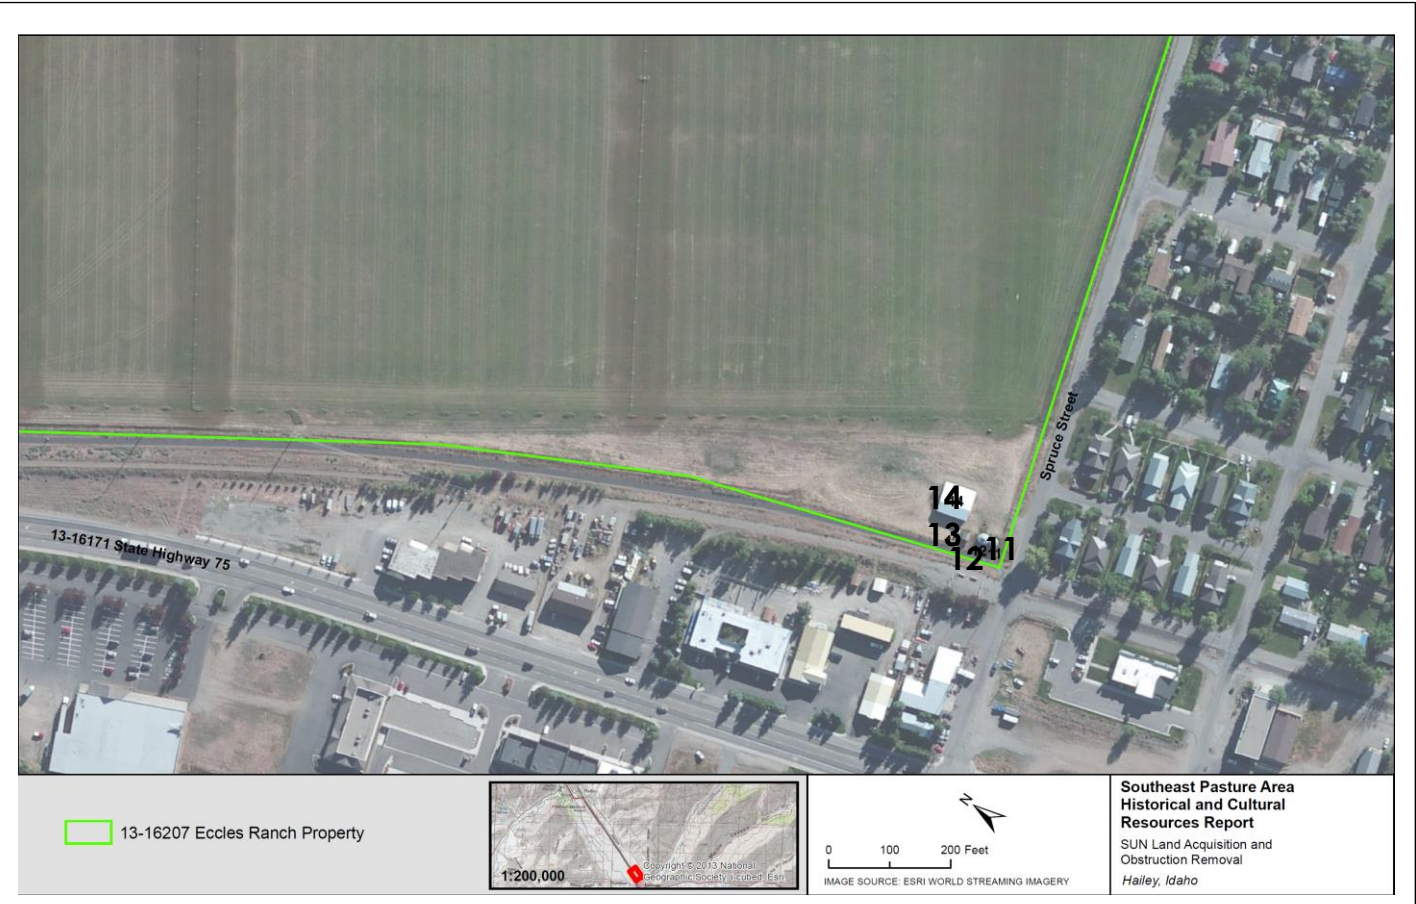 Spruce Street
14
13
11
12
13-16171 State Highway 75
13-16207 Eccles Ranch Property
1:200,000
Copyright © 2013 National
Geographic Society, i-cubed, Esri,
N
0 100 200 Feet
IMAGE SOURCE: ESRI WORLD STREAMING IMAGERY
Southeast Pasture Area
Historical and Cultural
Resources Report
SUN Land Acquisition and
Obstruction Removal
Hailey, Idaho